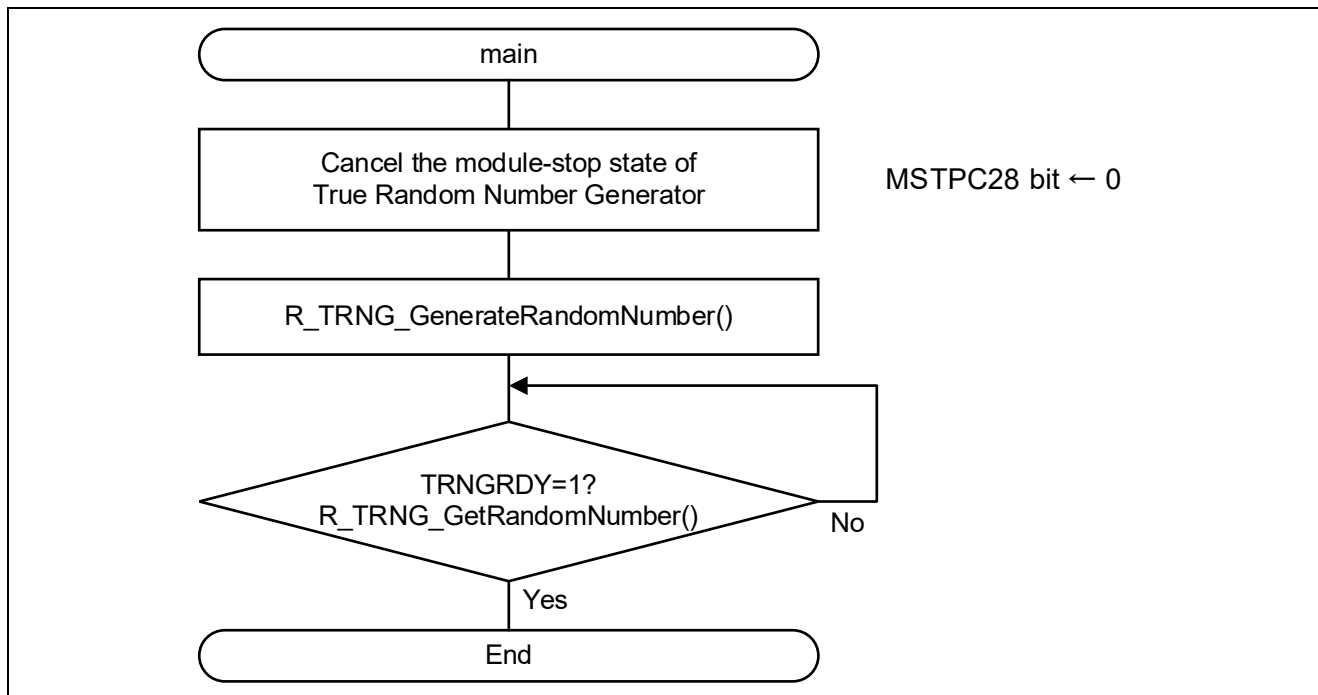 main
Cancel the module-stop state of
True Random Number Generator
MSTPC28 bit ← 0
R_TRNG_GenerateRandomNumber()
TRNGRDY=1?
R_TRNG_GetRandomNumber()
No
Yes
End